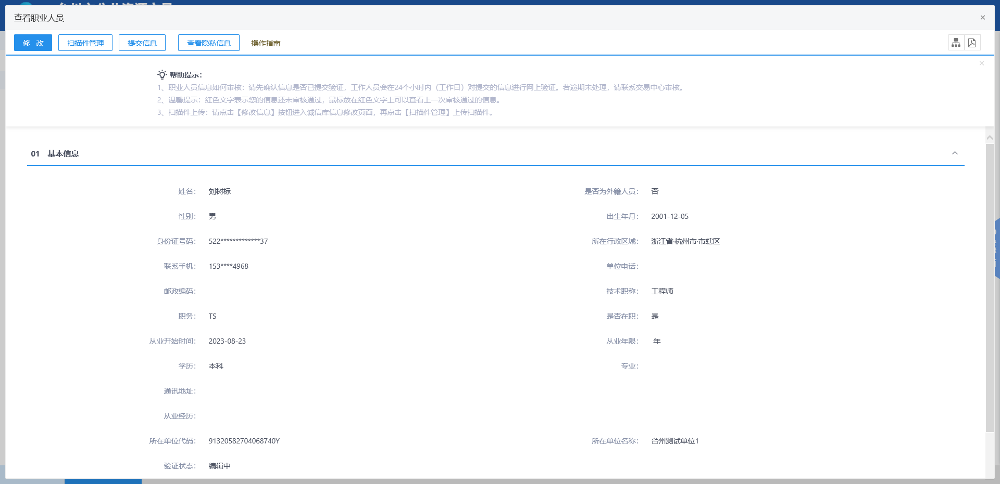 查看职业人员
×
修 改 扫描件管理 提交信息 查看隐私信息 操作指南
×
帮助提示：
1、职业人员信息如何审核：请先确认信息是否已提交验证，工作人员会在24个小时内（工作日）对提交的信息进行网上验证。若逾期未处理，请联系交易中心审核。
2、温馨提示：红色文字表示您的信息还未审核通过，鼠标放在红色文字上可以查看上一次审核通过的信息。
3、扫描件上传：请点击【修改信息】按钮进入诚信库信息修改页面，再点击【扫描件管理】上传扫描件。
01 基本信息
姓名： 刘树标 是否为外籍人员： 否
性别： 男 出生年月： 2001-12-05
身份证号码： 522*************37 所在行政区域： 浙江省·杭州市·市辖区
联系手机： 153****4968 单位电话：
邮政编码： 技术职称： 工程师
职务： TS 是否在职： 是
从业开始时间： 2023-08-23 从业年限： 年
学历： 本科 专业：
通讯地址：
从业经历：
所在单位代码： 91320582704068740Y 所在单位名称： 台州测试单位1
验证状态： 编辑中